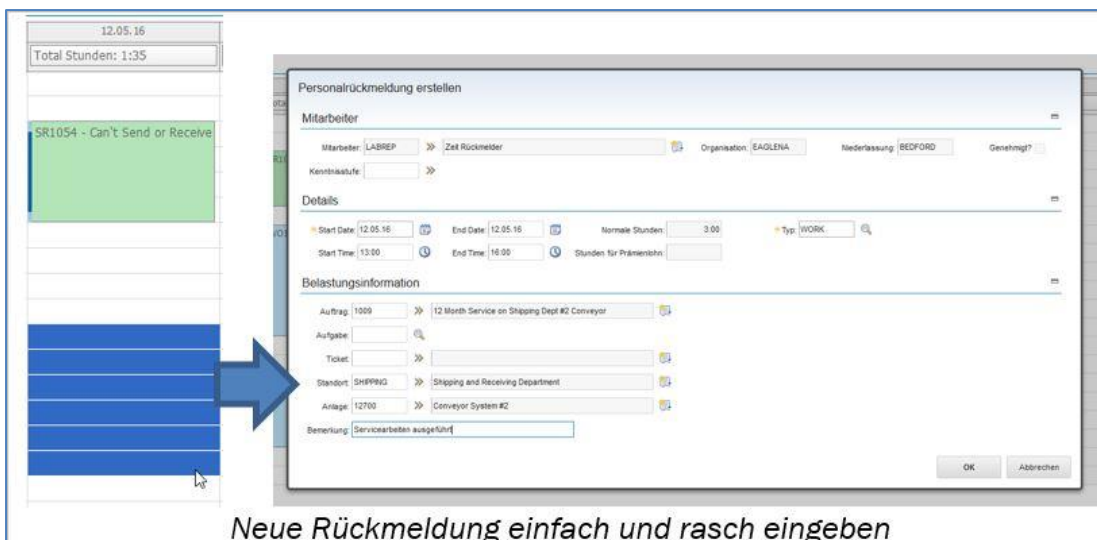 12.05.16
Total Stunden: 1:35
SR1054 - Can't Send or Receive
Personalrückmeldung erstellen
Mitarbeiter
Mitarbeiter: LABREP Zeit Rückmelder Organisation: EAGLENA Niederlassung: BEDFORD Genehmigt?
Kenntnisstufe:
Details
Start Date: 12.05.16 End Date: 12.05.16 Normale Stunden: 3:00 Typ: WORK
Start Time: 13:00 End Time: 16:00 Stunden für Prämienlohn:
Belastungsinformation
Auftrag: 1009 12 Month Service on Shipping Dept #2 Conveyor
Aufgabe:
Ticket:
Standort: SHIPPING Shipping and Receiving Department
Anlage: 12700 Conveyor System #2
Bemerkung: Servicearbeiten ausgeführt
OK Abbrechen
Neue Rückmeldung einfach und rasch eingeben